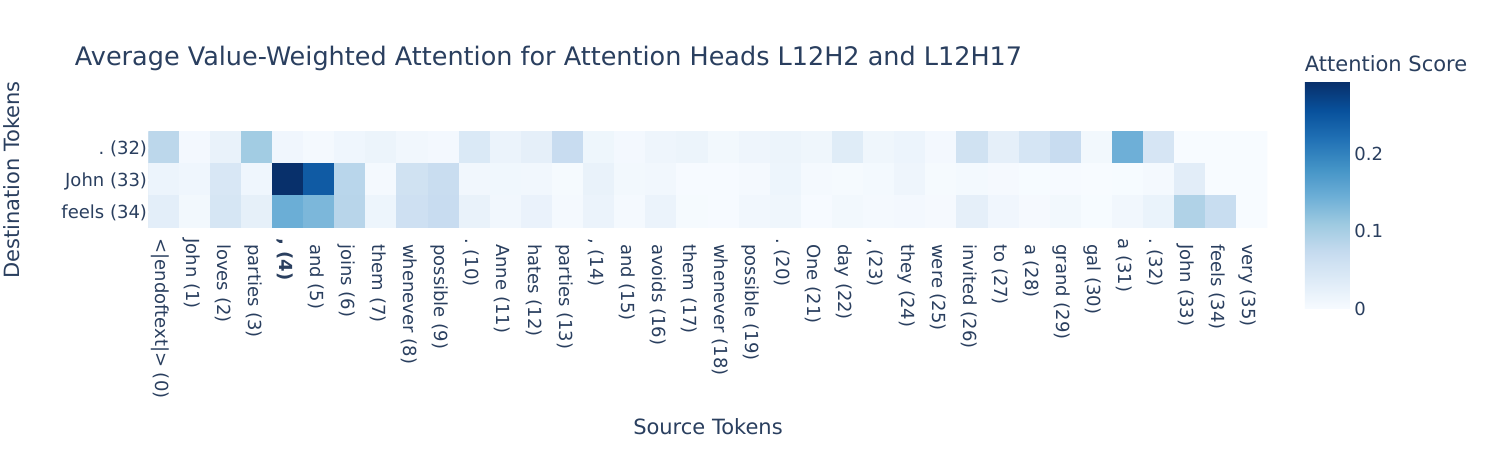 Average Value-Weighted Attention for Attention Heads L12H2 and L12H17
Attention Score
0.2
0.1
0
Destination Tokens
. (32)
John (33)
feels (34)
<|endoftext|> (0)
John (1)
loves (2)
parties (3)
, (4)
and (5)
joins (6)
them (7)
whenever (8)
possible (9)
. (10)
Anne (11)
hates (12)
parties (13)
, (14)
and (15)
avoids (16)
them (17)
whenever (18)
possible (19)
. (20)
One (21)
day (22)
, (23)
they (24)
were (25)
invited (26)
to (27)
a (28)
grand (29)
gal (30)
a (31)
. (32)
John (33)
feels (34)
very (35)
Source Tokens